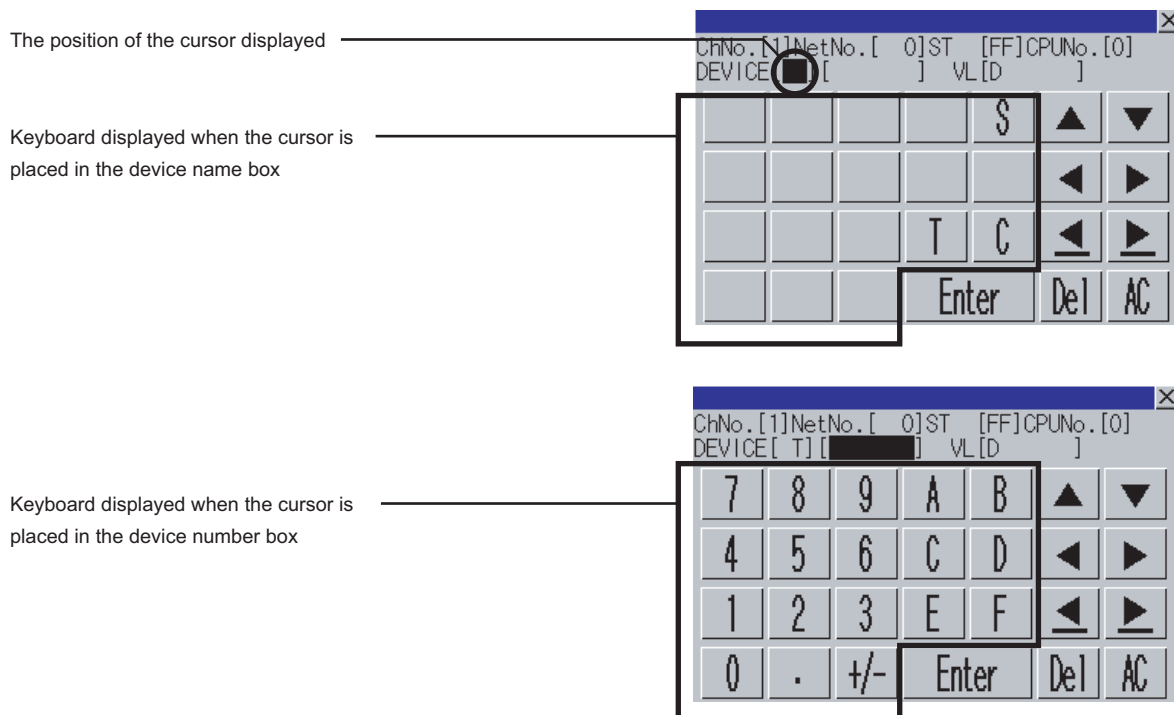 The position of the cursor displayed
ChNo.[1]NetNo.[ 0]ST [FF]CPUNo.[0]
DEVICE[ ][ ] VL[D ]
Keyboard displayed when the cursor is
placed in the device name box
S ▲ ▼
◀ ▶
T C ◀ ▶
Enter Del AC
ChNo.[1]NetNo.[ 0]ST [FF]CPUNo.[0]
DEVICE[ T][ ] VL[D ]
Keyboard displayed when the cursor is
placed in the device number box
7 8 9 A B ▲ ▼
4 5 6 C D ◀ ▶
1 2 3 E F ◀ ▶
0 . +/- Enter Del AC